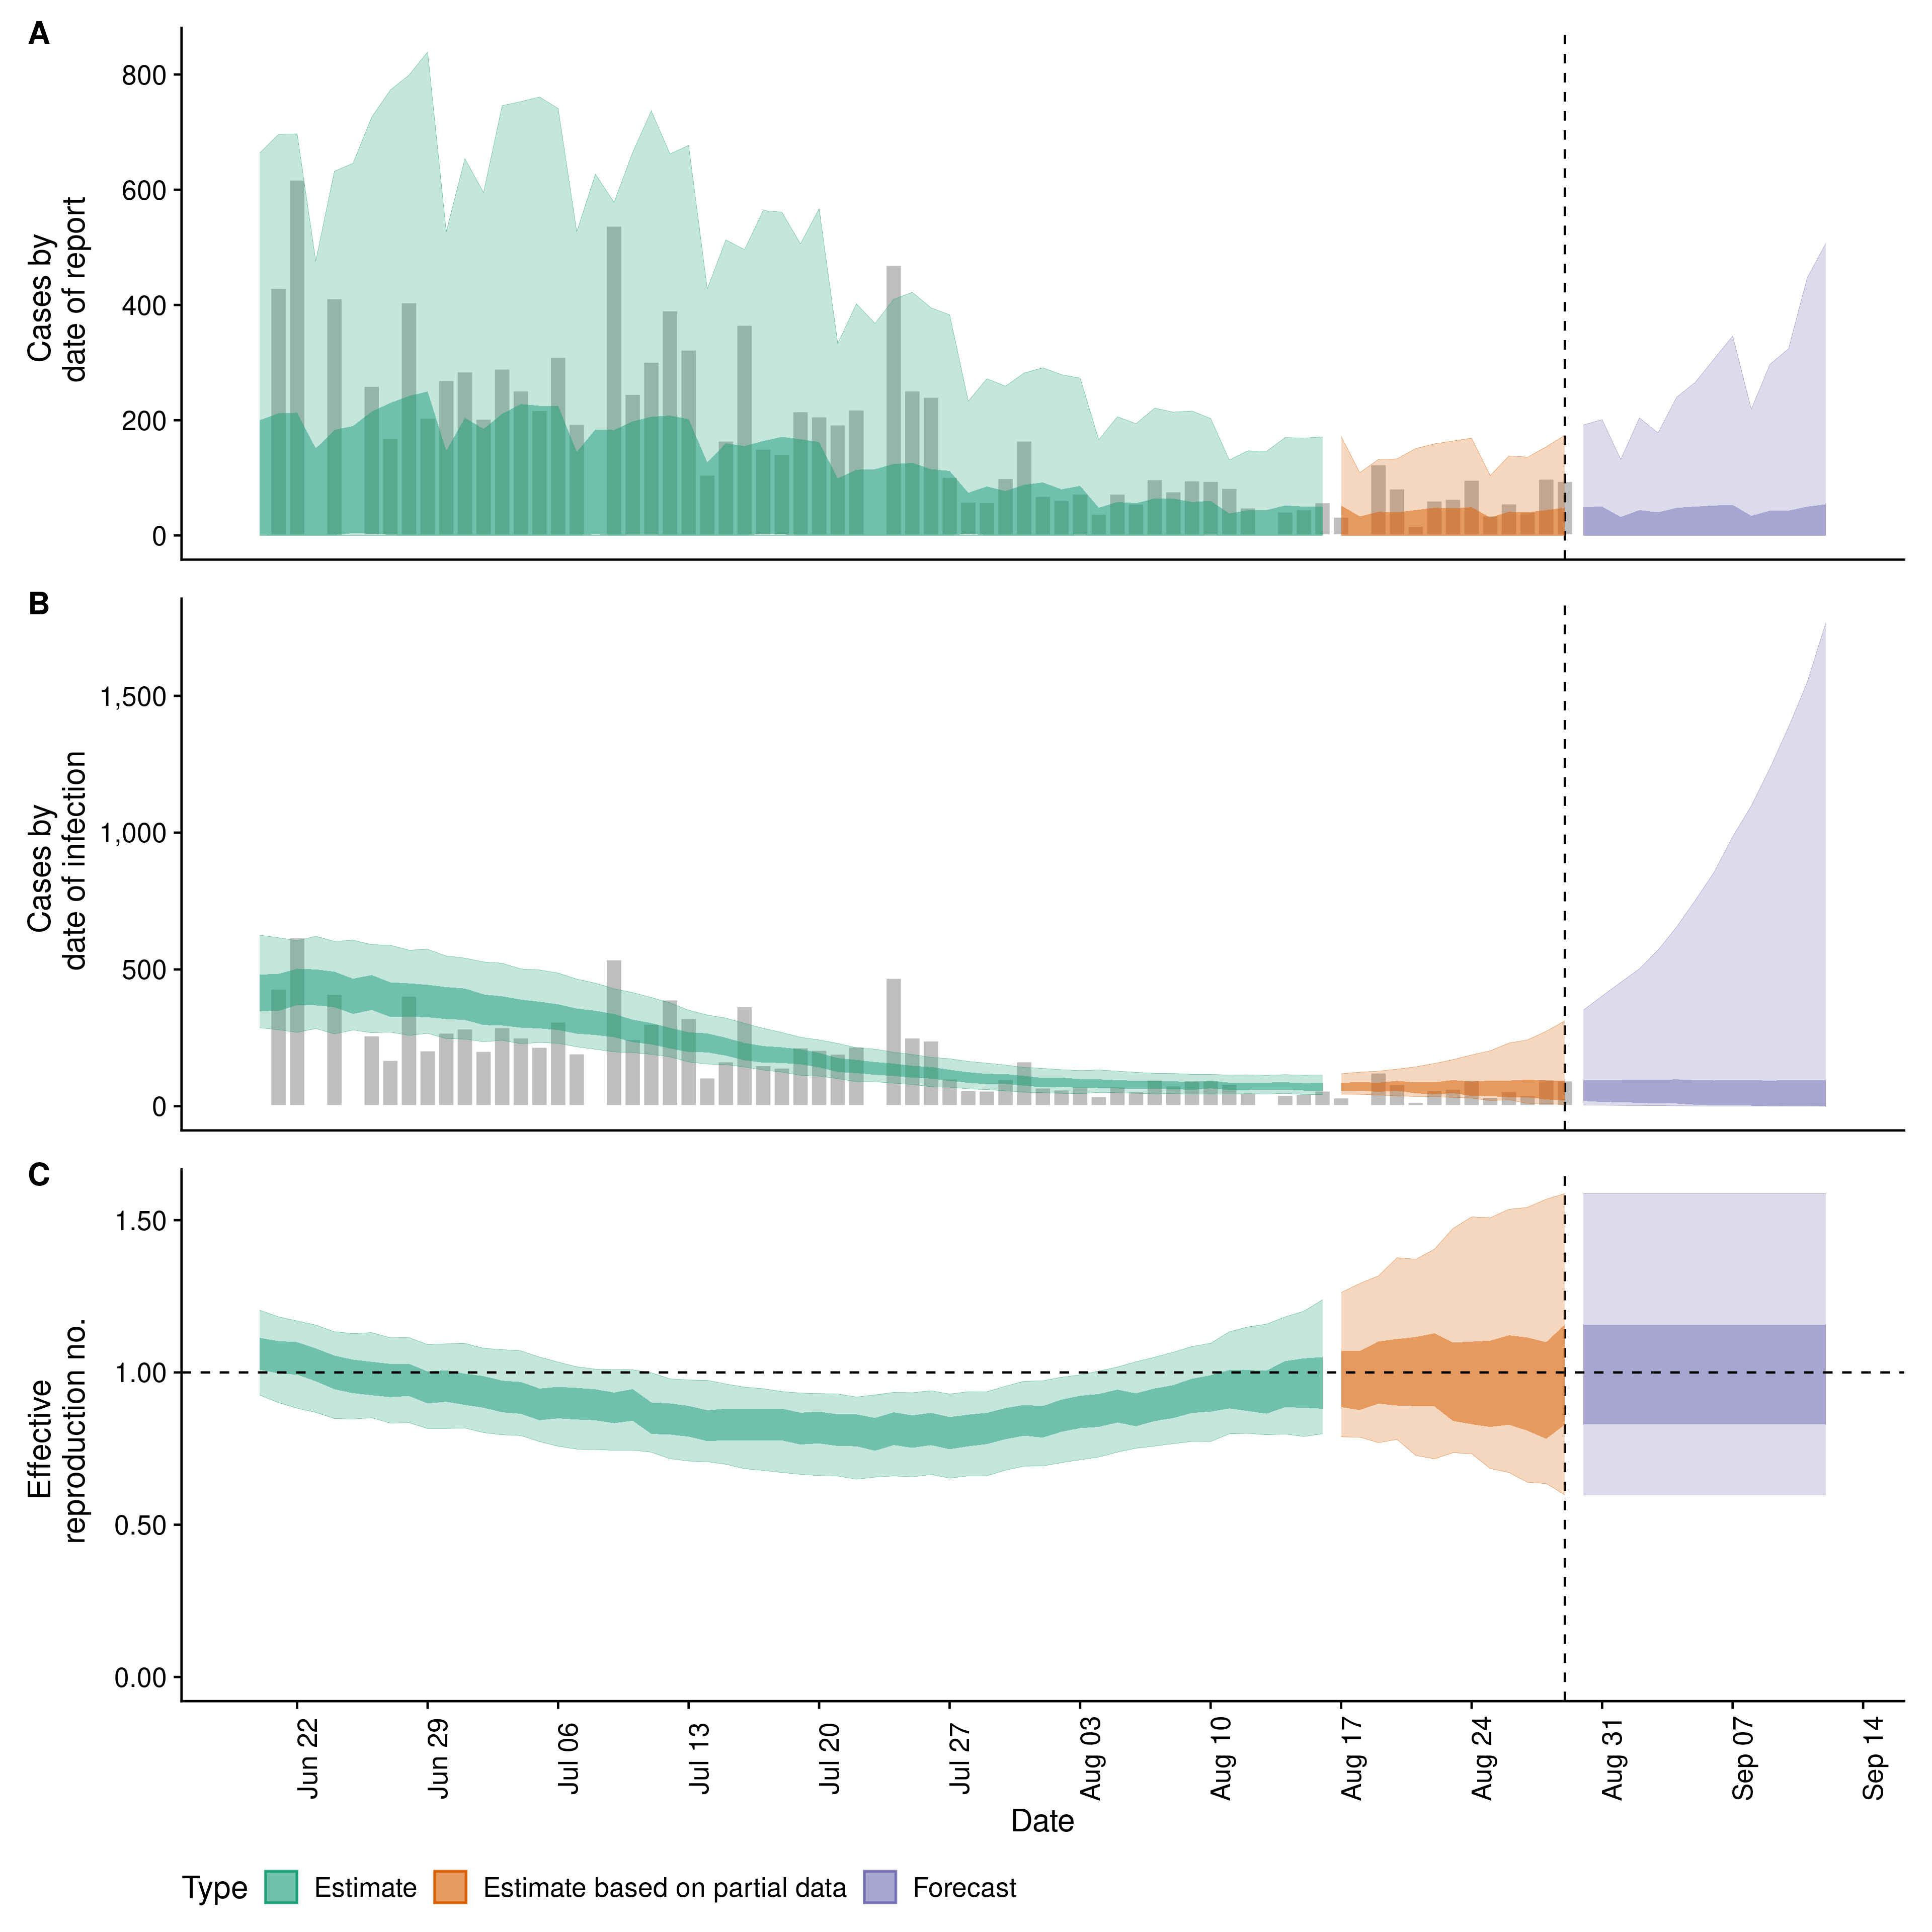 A
Cases by
date of report
800
600
400
200
0
B
Cases by
date of infection
1,500
1,000
500
0
C
Effective
reproduction no.
1.50
1.00
0.50
0.00
Jun 22
Jun 29
Jul 06
Jul 13
Jul 20
Jul 27
Aug 03
Aug 10
Aug 17
Aug 24
Aug 31
Sep 07
Sep 14
Date
Type Estimate Estimate based on partial data Forecast